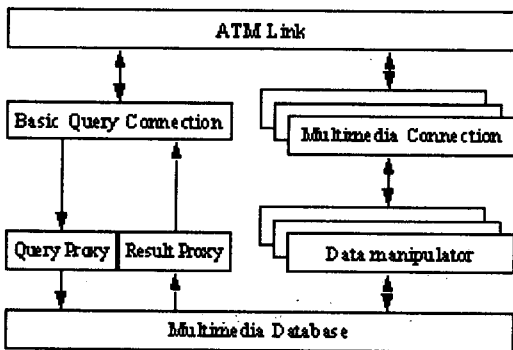 ATM Link
Basic Query Connection
Multimedia Connection
Query Proxy
Result Proxy
Data manipulator
Multimedia Database